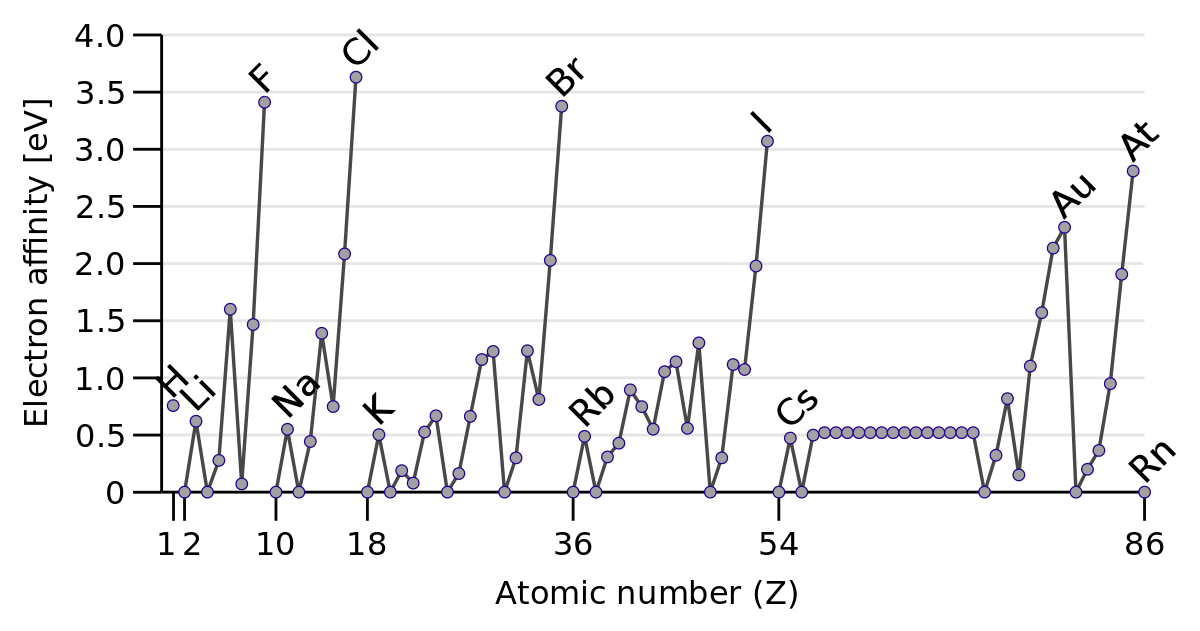 Electron affinity [eV]
4.0
3.5
3.0
2.5
2.0
1.5
1.0
0.5
0
H
Li
F
Na
Cl
K
Br
Rb
I
Cs
Au
At
Rn
1 2 10 18 36 54 86
Atomic number (Z)